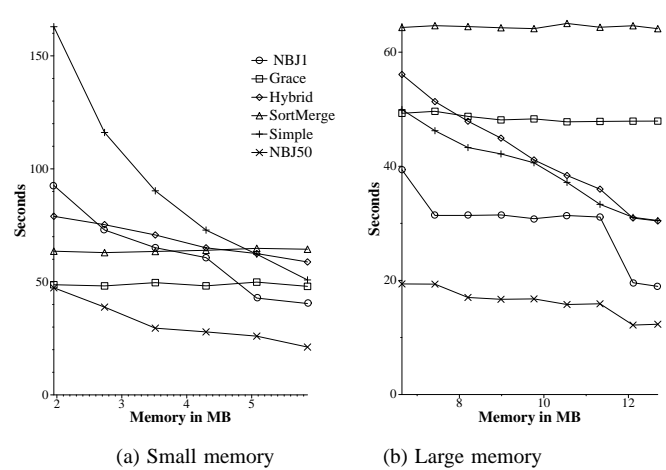 150
100
50
0
Seconds
2 3 4 5
Memory in MB
NBJ1
Grace
Hybrid
SortMerge
Simple
NBJ50
60
40
20
0
Seconds
8 10 12
Memory in MB
(a) Small memory
(b) Large memory